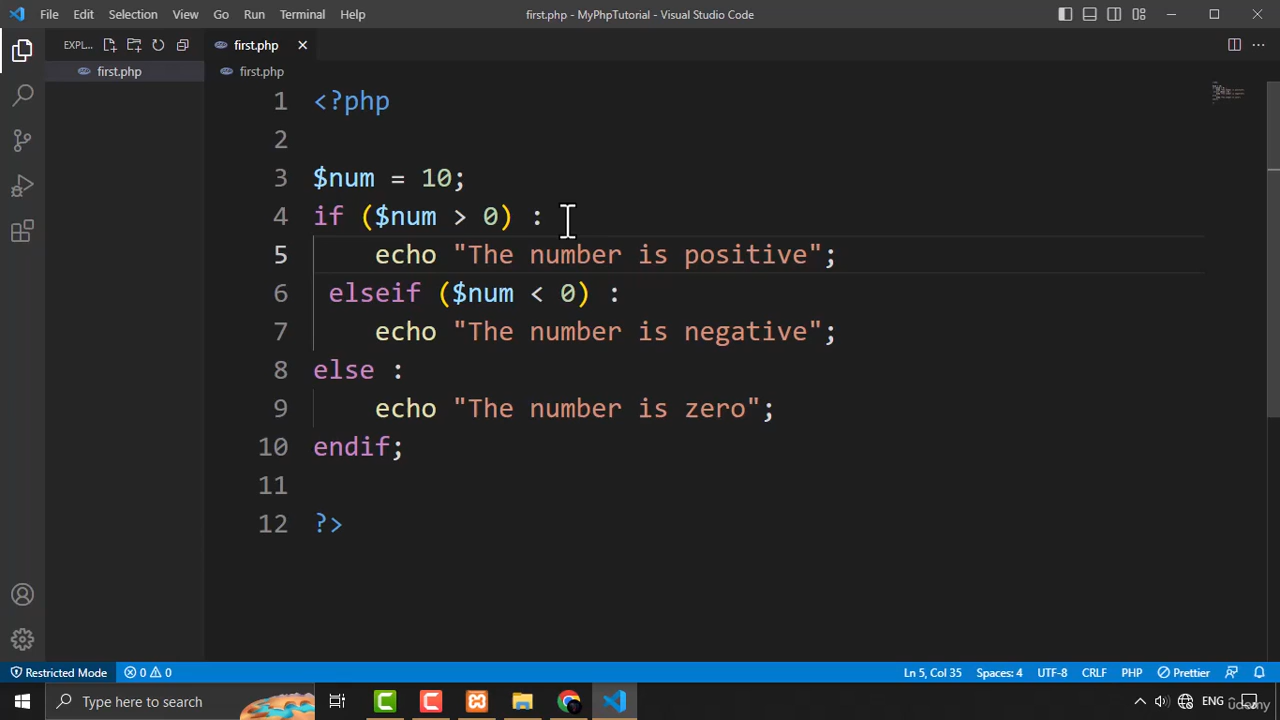 File Edit Selection View Go Run Terminal Help
first.php - MyPhpTutorial - Visual Studio Code
EXPL...
first.php
first.php
first.php
1 <?php
2
3 $num = 10;
4 if ($num > 0) :
5 echo "The number is positive";
6 elseif ($num < 0) :
7 echo "The number is negative";
8 else :
9 echo "The number is zero";
10 endif;
11
12 ?>
Restricted Mode 0 0
Ln 5, Col 35 Spaces: 4 UTF-8 CRLF PHP Prettier
Type here to search
ENG
udemy